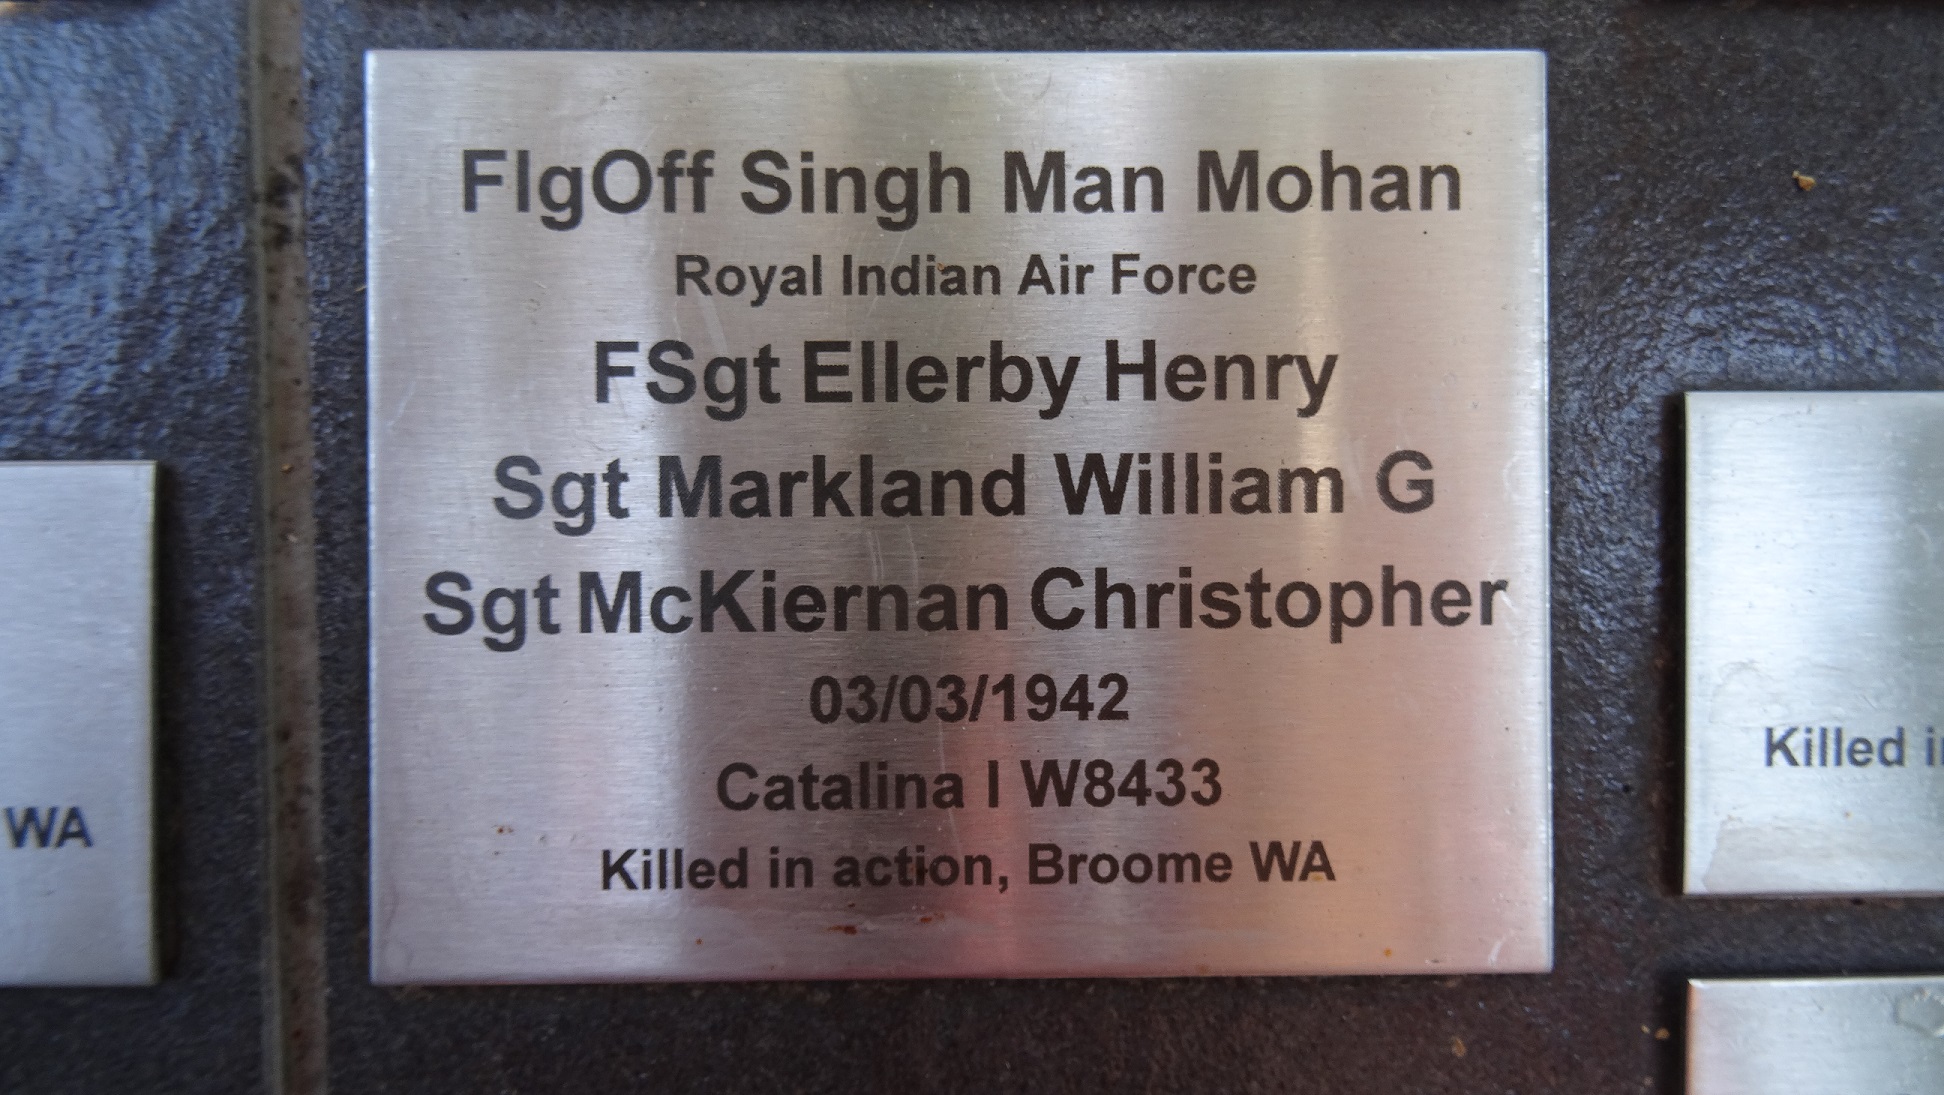 FlgOff Singh Man Mohan
Royal Indian Air Force
FSgt Ellerby Henry
Sgt Markland William G
Sgt McKiernan Christopher
03/03/1942
Catalina I W8433
Killed in action, Broome WA
WA
Killed